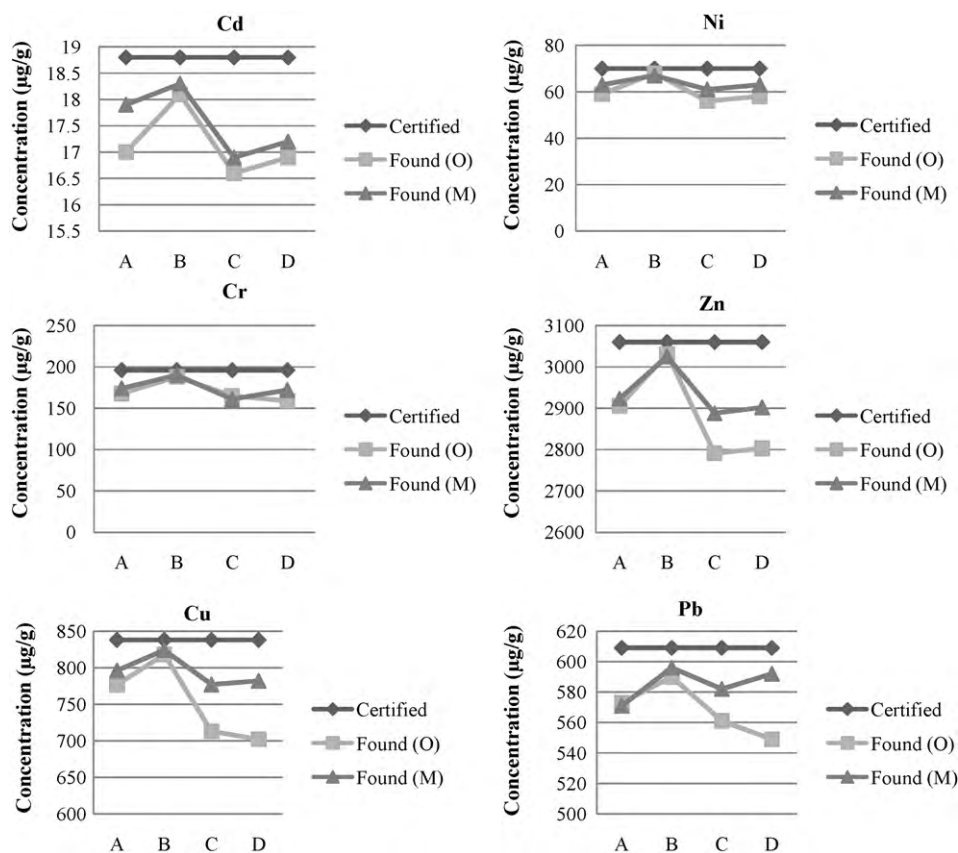 Cd
Concentration (µg/g)
19
18.5
18
17.5
17
16.5
16
15.5
A B C D
Certified
Found (O)
Found (M)
Ni
Concentration (µg/g)
80
60
40
20
0
A B C D
Certified
Found (O)
Found (M)
Cr
Concentration (µg/g)
250
200
150
100
50
0
A B C D
Certified
Found (O)
Found (M)
Zn
Concentration (µg/g)
3100
3000
2900
2800
2700
2600
A B C D
Certified
Found (O)
Found (M)
Cu
Concentration (µg/g)
850
800
750
700
650
600
A B C D
Certified
Found (O)
Found (M)
Pb
Concentration (µg/g)
620
600
580
560
540
520
500
A B C D
Certified
Found (O)
Found (M)